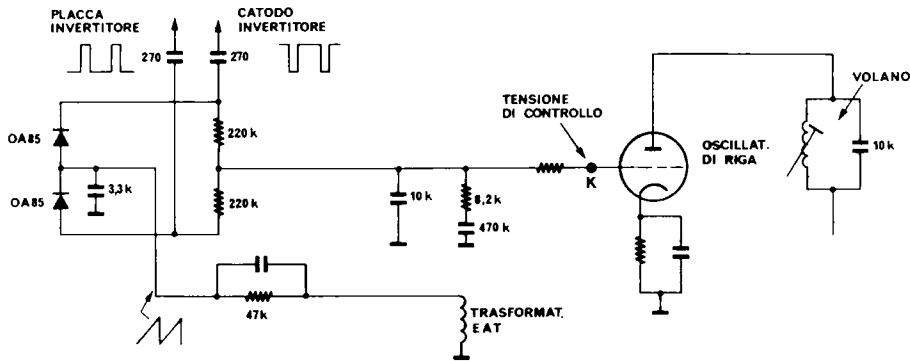 PLACCA
INVERTITORE
CATODO
INVERTITORE
270
270
OA85
OA85
3,3k
220k
220k
10k
8,2k
470k
TENSIONE
DI CONTROLLO
K
OSCILLAT.
DI RIGA
VOLANO
10k
47k
TRASFORMAT.
EAT